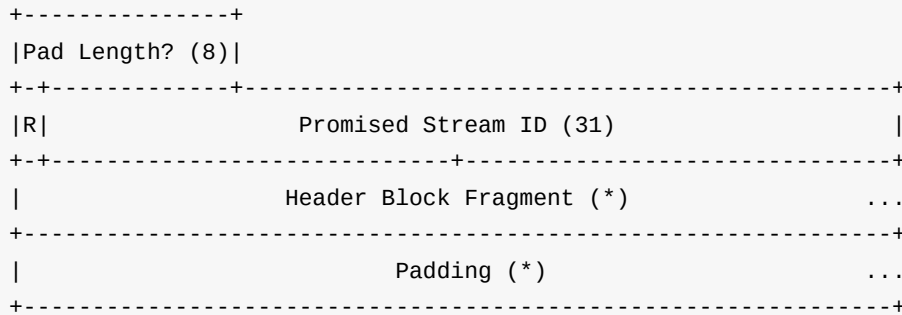 +---------------+
|Pad Length? (8)|
+-+-------------+-----------------------------------------------+
|R|                  Promised Stream ID (31)                    |
+-+-----------------------------+-------------------------------+
|                   Header Block Fragment (*)                 ...
+---------------------------------------------------------------+
|                           Padding (*)                       ...
+---------------------------------------------------------------+